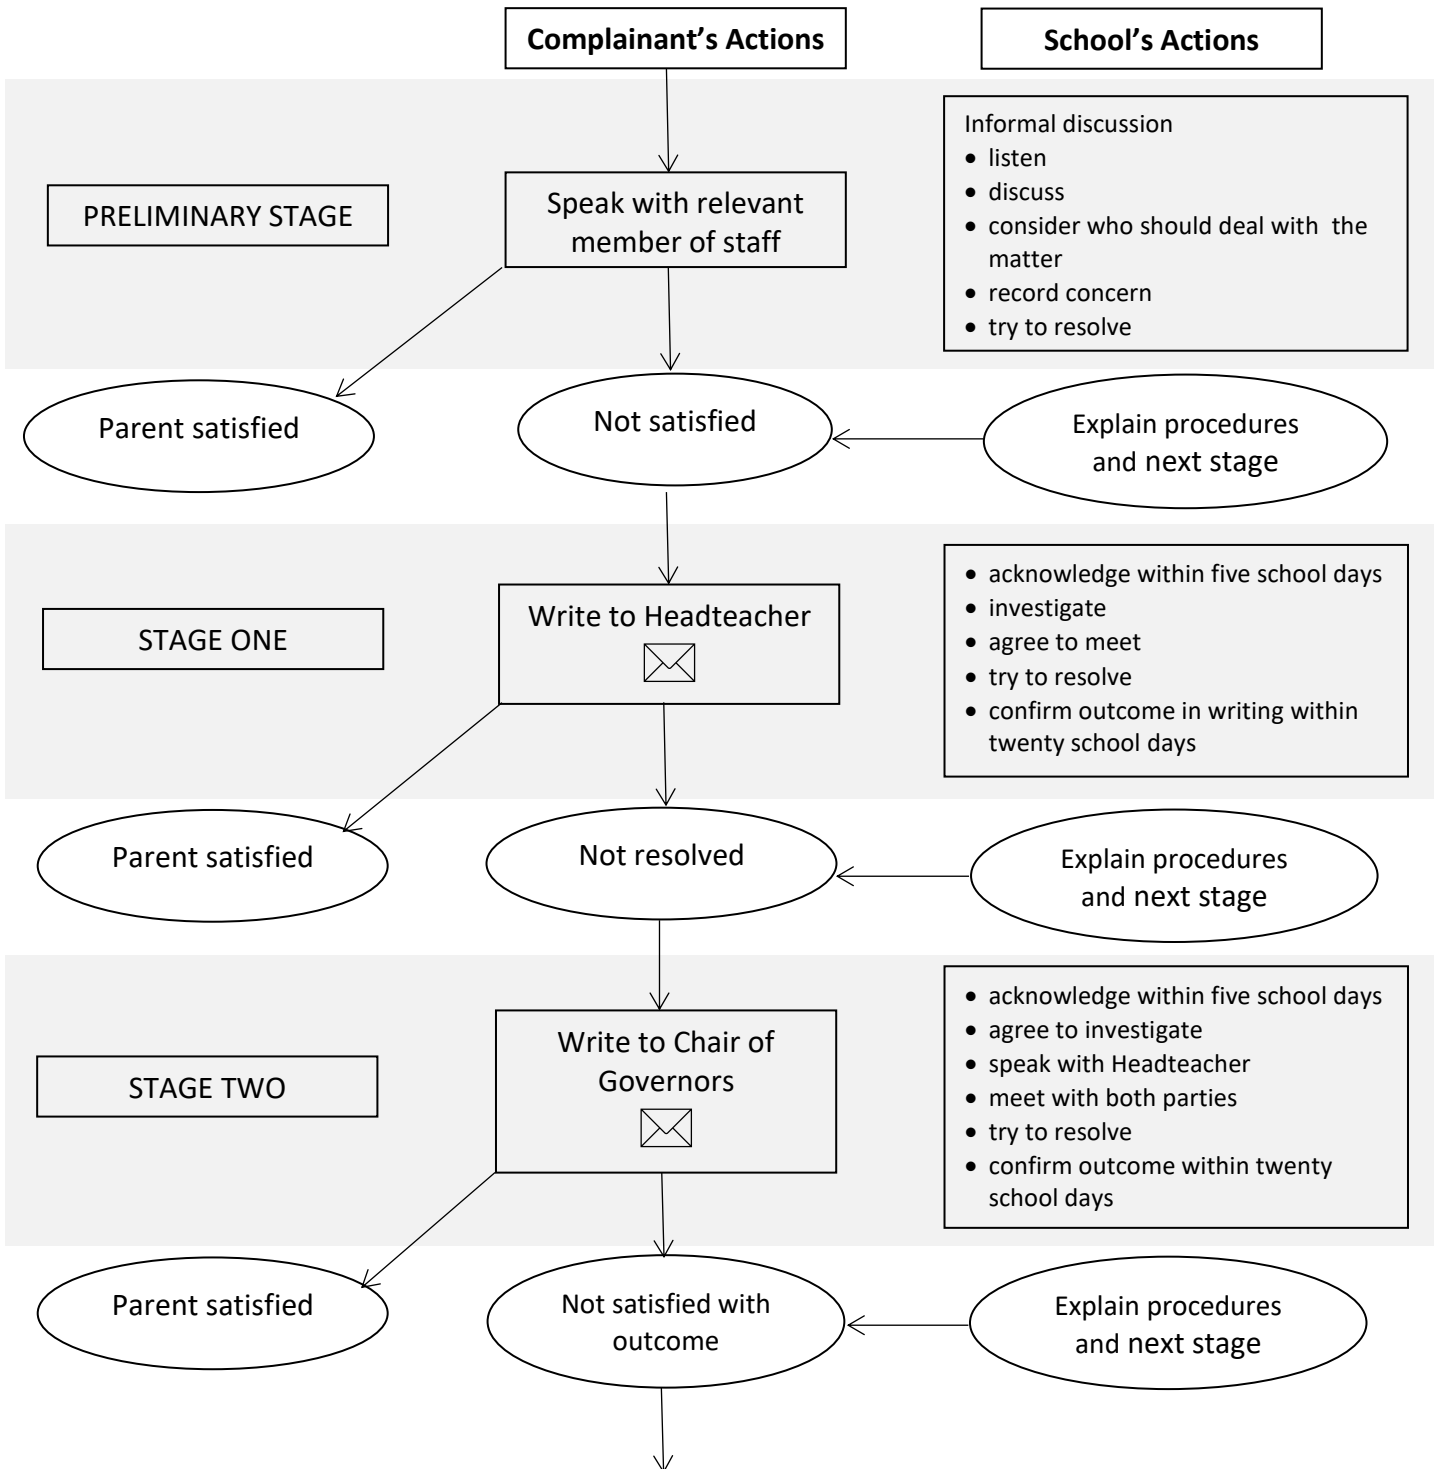 Complainant’s Actions
School’s Actions
PRELIMINARY STAGE
Speak with relevant
member of staff
Informal discussion
• listen
• discuss
• consider who should deal with the
matter
• record concern
• try to resolve
Parent satisfied
Not satisfied
Explain procedures
and next stage
STAGE ONE
Write to Headteacher
• acknowledge within five school days
• investigate
• agree to meet
• try to resolve
• confirm outcome in writing within
twenty school days
Parent satisfied
Not resolved
Explain procedures
and next stage
STAGE TWO
Write to Chair of
Governors
• acknowledge within five school days
• agree to investigate
• speak with Headteacher
• meet with both parties
• try to resolve
• confirm outcome within twenty
school days
Parent satisfied
Not satisfied with
outcome
Explain procedures
and next stage